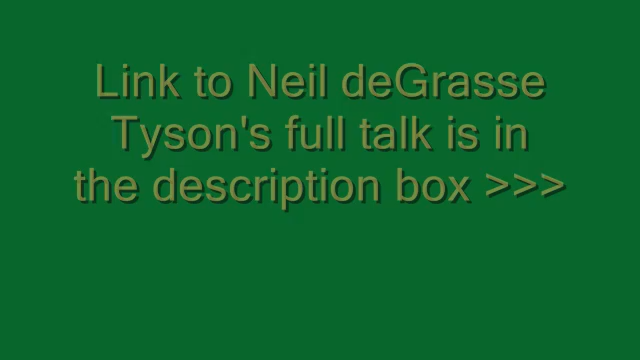 Link to Neil deGrasse
Tyson's full talk is in
the description box >>>